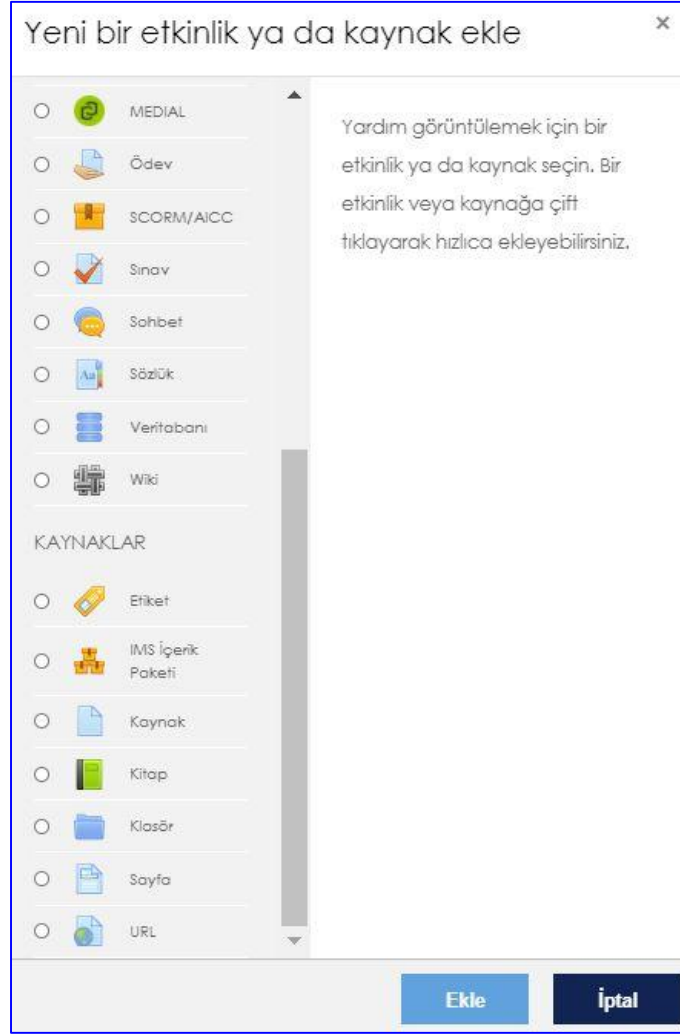 Yeni bir etkinlik ya da kaynak ekle
×
MEDIAL
Ödev
SCORM/AICC
Sınav
Sohbet
Aa
Sözlük
Veritabanı
Wiki
KAYNAKLAR
Etiket
IMS İçerik
Paketi
Kaynak
Kitap
Klasör
Sayfa
URL
Yardım görüntülemek için bir
etkinlik ya da kaynak seçin. Bir
etkinlik veya kaynağa çift
tıklayarak hızlıca ekleyebilirsiniz.
Ekle
İptal